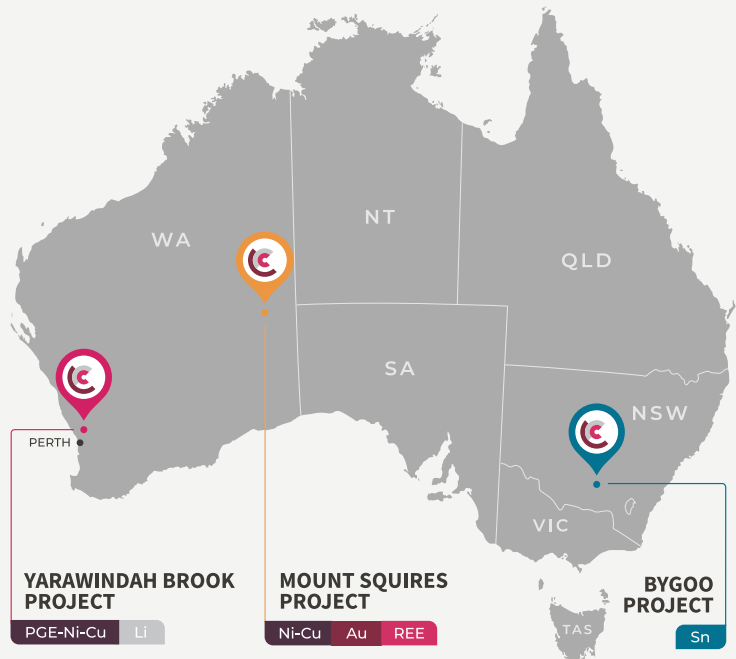 NT
WA
QLD
SA
NSW
PERTH
VIC
YARAWINDAH BROOK
PROJECT
PGE-Ni-Cu Li
MOUNT SQUIRES
PROJECT
Ni-Cu Au REE
BYGOO
PROJECT
Sn
TAS